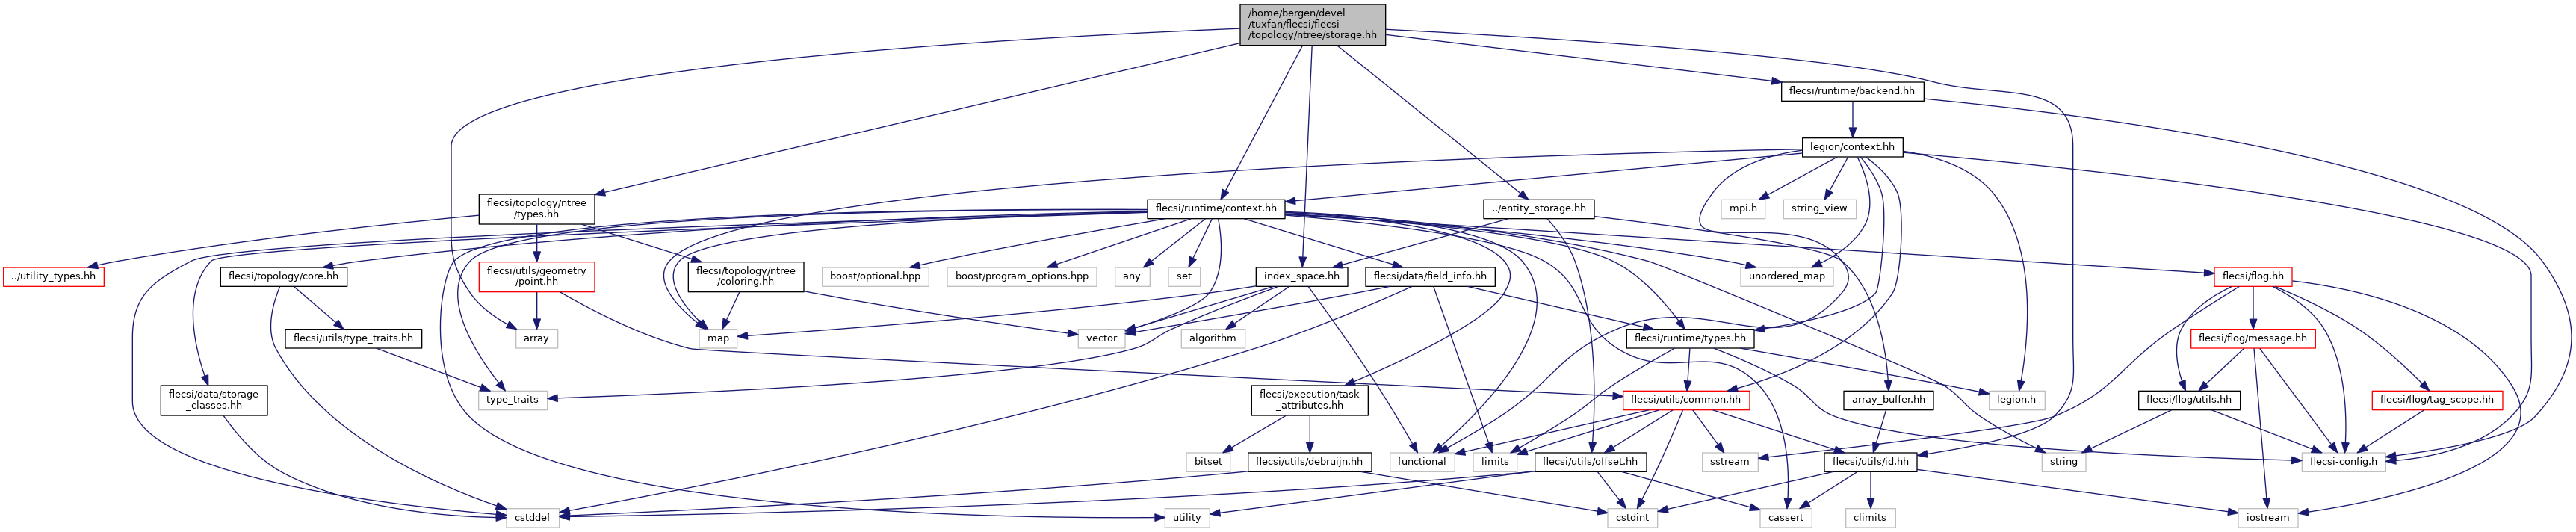 /home/bergen/devel
/tuxfan/flecsi/flecsi
/topology/ntree/storage.hh
flecsi/runtime/backend.hh
legion/context.hh
flecsi/topology/ntree
/types.hh
flecsi/runtime/context.hh
../entity_storage.hh
mpi.h
string_view
../utility_types.hh
flecsi/topology/core.hh
flecsi/utils/geometry
/point.hh
flecsi/topology/ntree
/coloring.hh
boost/optional.hpp
boost/program_options.hpp
any
set
index_space.hh
flecsi/data/field_info.hh
unordered_map
flecsi/flog.hh
flecsi/utils/type_traits.hh
array
map
vector
algorithm
flecsi/runtime/types.hh
flecsi/flog/message.hh
flecsi/data/storage
_classes.hh
type_traits
flecsi/execution/task
_attributes.hh
flecsi/utils/common.hh
array_buffer.hh
legion.h
flecsi/flog/utils.hh
flecsi/flog/tag_scope.hh
bitset
flecsi/utils/debruijn.hh
functional
limits
flecsi/utils/offset.hh
sstream
flecsi/utils/id.hh
string
flecsi-config.h
cstddef
utility
cstdint
cassert
climits
iostream